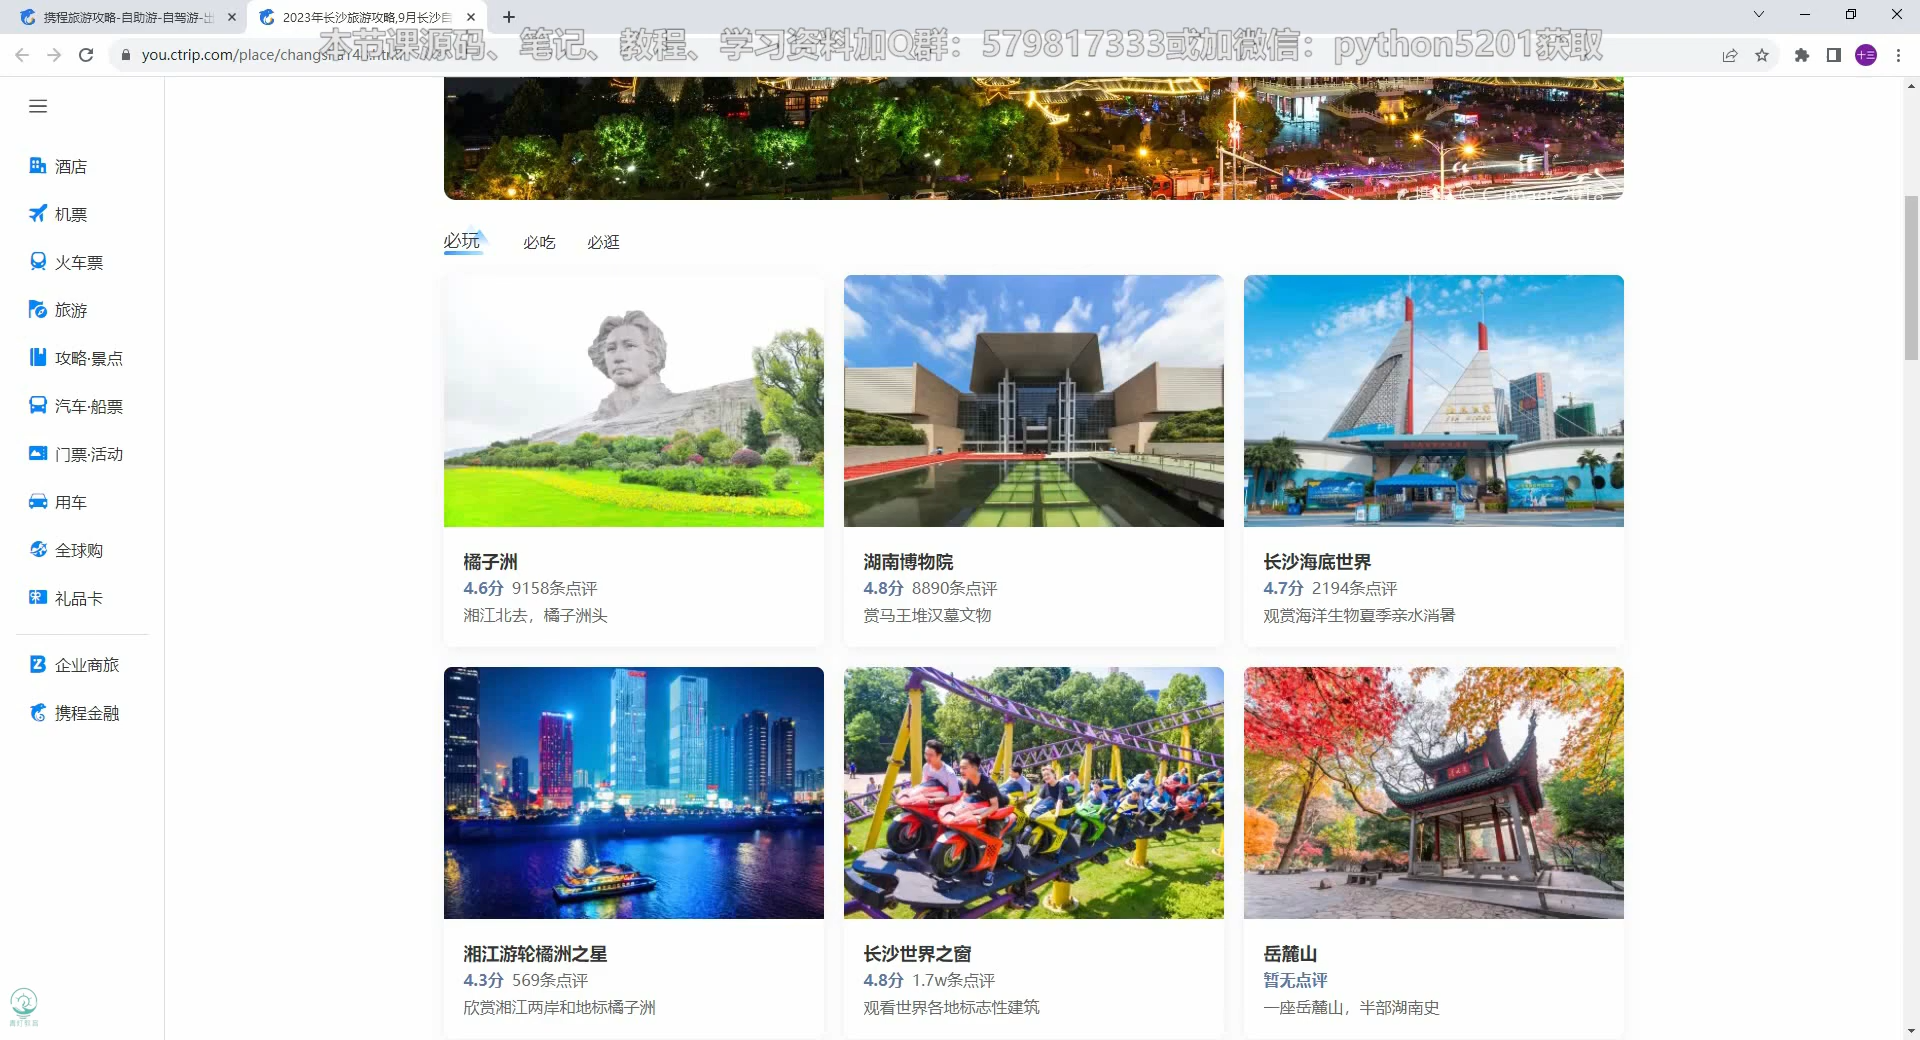 携程旅游攻略-自助游-自驾游-出
2023年长沙旅游攻略,9月长沙自
本节课源码、笔记、教程、学习资料加Q群：579817333或加微信：python5201获取
you.ctrip.com/place/changsha14
十三
酒店
机票
火车票
旅游
攻略·景点
汽车·船票
门票·活动
用车
全球购
礼品卡
企业商旅
携程金融
必玩
必吃
必逛
橘子洲
4.6分 9158条点评
湘江北去，橘子洲头
湖南博物院
4.8分 8890条点评
赏马王堆汉墓文物
长沙海底世界
4.7分 2194条点评
观赏海洋生物夏季亲水消暑
湘江游轮橘洲之星
4.3分 569条点评
欣赏湘江两岸和地标橘子洲
长沙世界之窗
4.8分 1.7w条点评
观看世界各地标志性建筑
岳麓山
暂无点评
一座岳麓山，半部湖南史